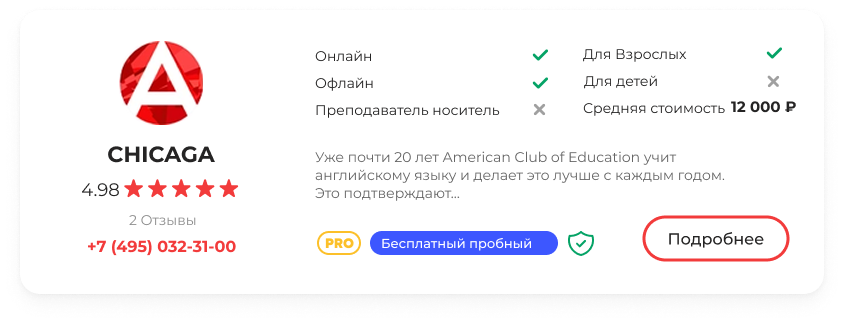 CHICAGA
4.98
2 Отзывы
+7 (495) 032-31-00
Онлайн
Офлайн
Преподаватель носитель
Для Взрослых
Для детей
Средняя стоимость 12 000 ₽
Уже почти 20 лет American Club of Education учит
английскому языку и делает это лучше с каждым годом.
Это подтверждают...
PRO
Бесплатный пробный
Подробнее